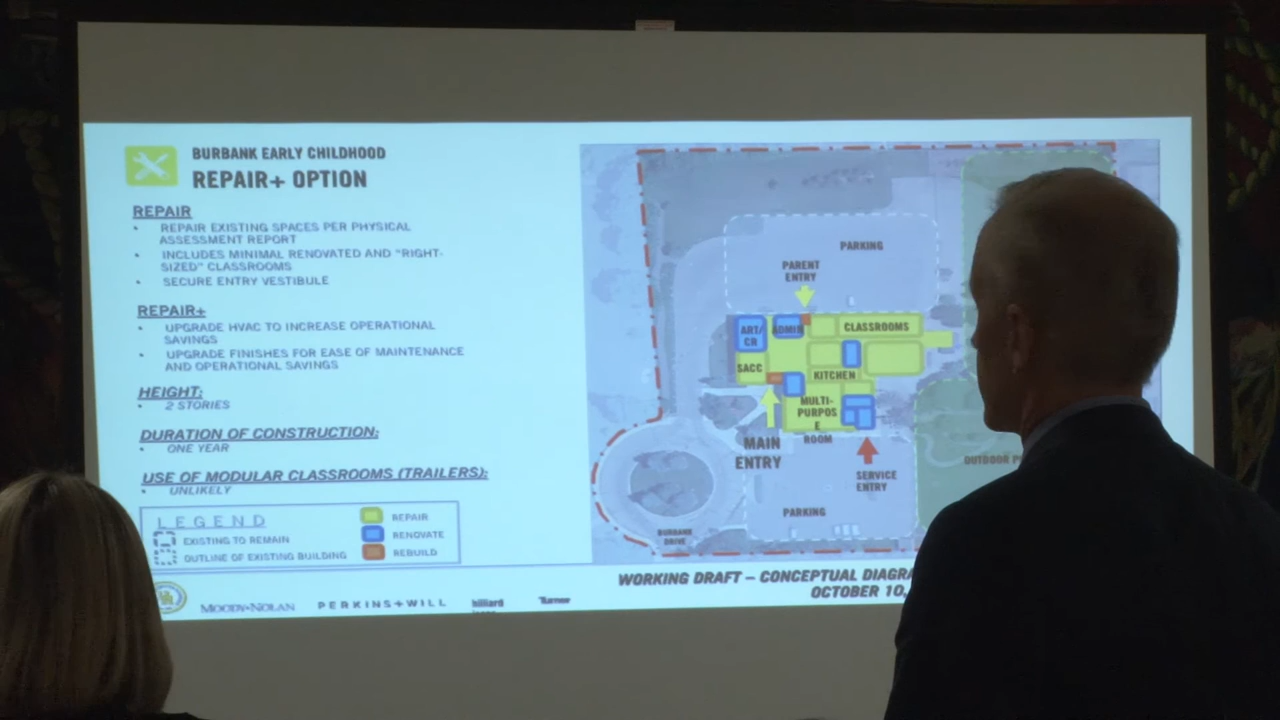 BURBANK EARLY CHILDHOOD
REPAIR+ OPTION
REPAIR
• REPAIR EXISTING SPACES PER PHYSICAL
ASSESSMENT REPORT
• INCLUDES MINIMAL RENOVATED AND "RIGHT-
SIZED" CLASSROOMS
• SECURE ENTRY VESTIBULE
REPAIR+
• UPGRADE HVAC TO INCREASE OPERATIONAL
SAVINGS
• UPGRADE FINISHES FOR EASE OF MAINTENANCE
AND OPERATIONAL SAVINGS
HEIGHT:
• 2 STORIES
DURATION OF CONSTRUCTION:
• ONE YEAR
USE OF MODULAR CLASSROOMS (TRAILERS):
• UNLIKELY
LEGEND
EXISTING TO REMAIN
OUTLINE OF EXISTING BUILDING
REPAIR
RENOVATE
REBUILD
PARKING
PARENT
ENTRY
ART/
CR
ADMIN
CLASSROOMS
SACC
KITCHEN
MULTI-
PURPOS
E
ROOM
MAIN
ENTRY
SERVICE
ENTRY
OUTDOOR
PARKING
BURBANK
DRIVE
WORKING DRAFT – CONCEPTUAL
OCTOBER 10,
MOODY•NOLAN
PERKINS+WILL
hilliard
Turner